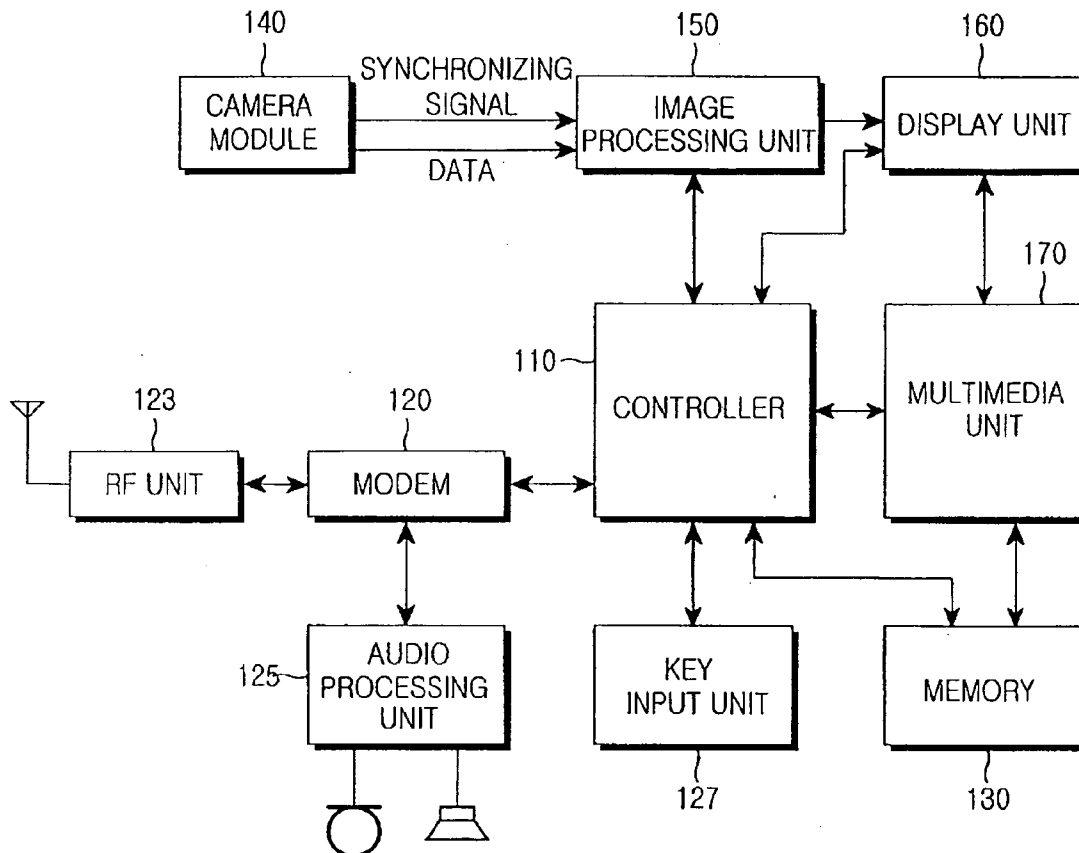 140
150
160
SYNCHRONIZING
SIGNAL
CAMERA
MODULE
IMAGE
PROCESSING UNIT
DISPLAY UNIT
DATA
170
110
CONTROLLER
MULTIMEDIA
UNIT
123
120
RF UNIT
MODEM
125
AUDIO
PROCESSING
UNIT
KEY
INPUT UNIT
MEMORY
127
130